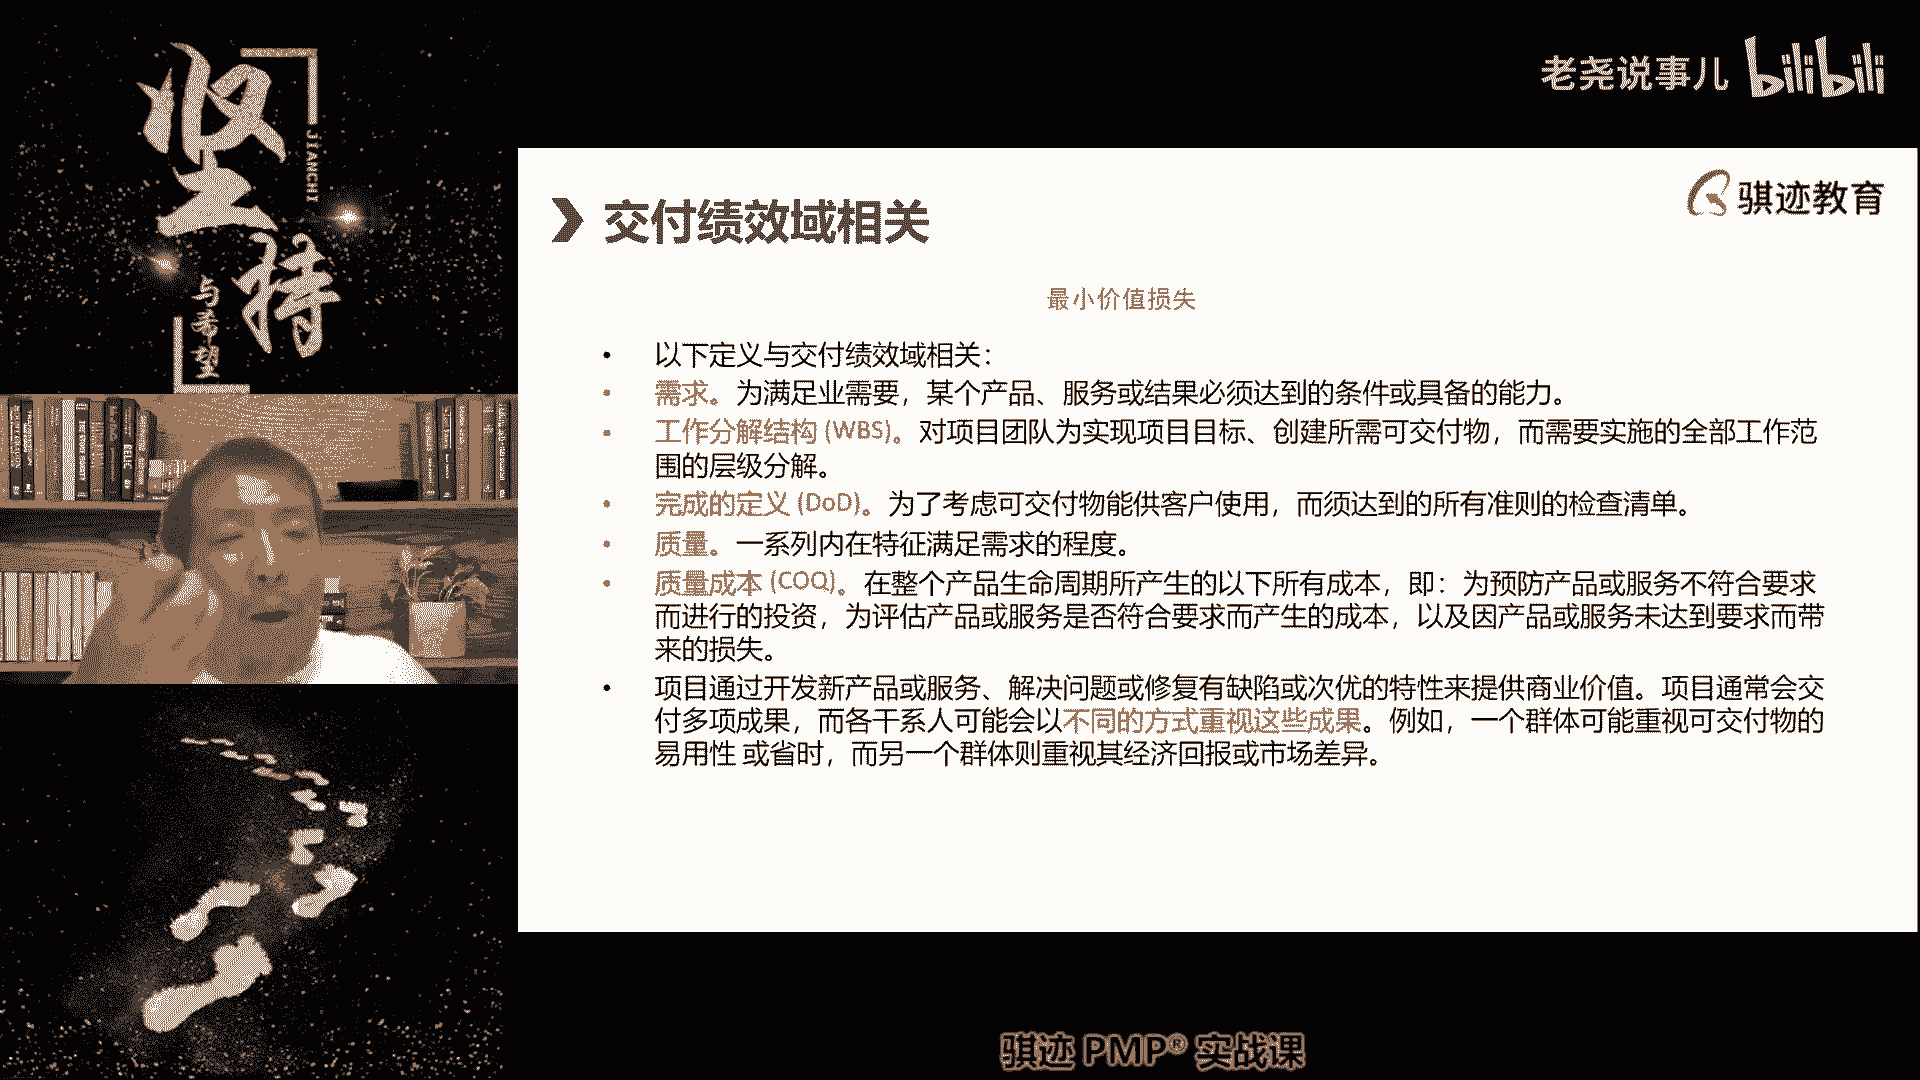 坚持
JIANCHI
与希望
老尧说事儿 bilibili
骐迹教育
交付绩效域相关
最小价值损失
• 以下定义与交付绩效域相关：
• 需求。为满足业需要，某个产品、服务或结果必须达到的条件或具备的能力。
• 工作分解结构 (WBS)。对项目团队为实现项目目标、创建所需可交付物，而需要实施的全部工作范
围的层级分解。
• 完成的定义 (DoD)。为了考虑可交付物能供客户使用，而须达到的所有准则的检查清单。
• 质量。一系列内在特征满足需求的程度。
• 质量成本 (COQ)。在整个产品生命周期所产生的以下所有成本，即：为预防产品或服务不符合要求
而进行的投资，为评估产品或服务是否符合要求而产生的成本，以及因产品或服务未达到要求而带
来的损失。
• 项目通过开发新产品或服务、解决问题或修复有缺陷或次优的特性来提供商业价值。项目通常会交
付多项成果，而各干系人可能会以不同的方式重视这些成果。例如，一个群体可能重视可交付物的
易用性 或省时，而另一个群体则重视其经济回报或市场差异。
骐迹 PMP® 实战课